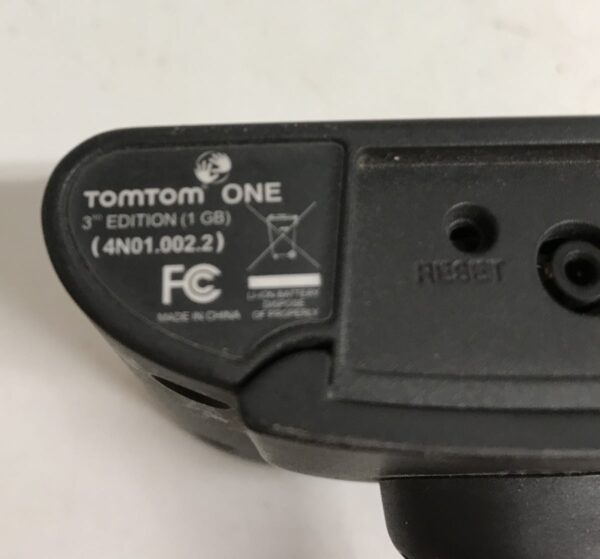 TOMTOM ONE
3RD EDITION (1 GB)
(4N01.002.2)
FC
MADE IN CHINA
LI-ION BATTERY
DISPOSE
OF PROPERLY
RESET